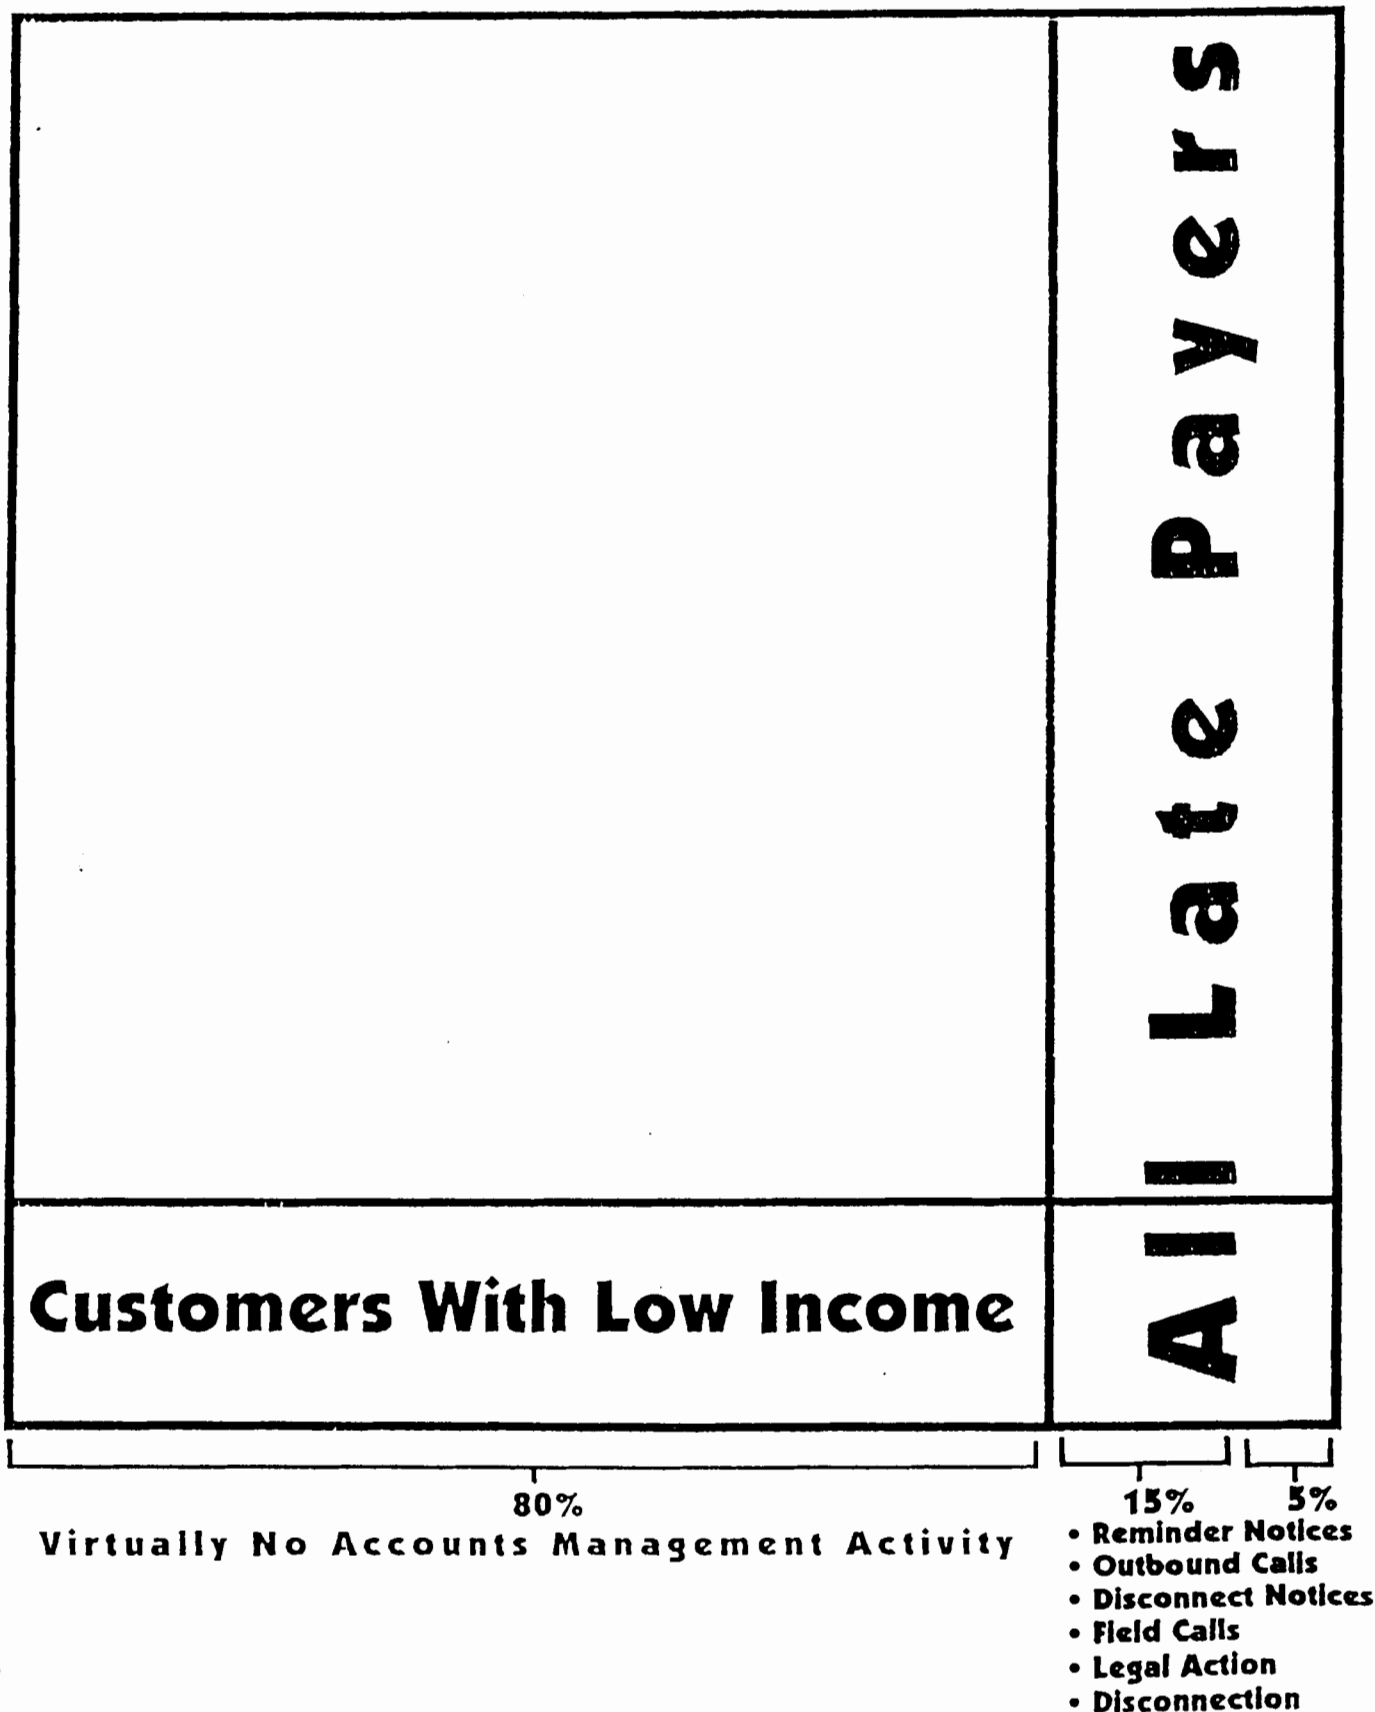 All Late Payers
Customers With Low Income
80%
Virtually No Accounts Management Activity
15%
5%
• Reminder Notices
• Outbound Calls
• Disconnect Notices
• Field Calls
• Legal Action
• Disconnection